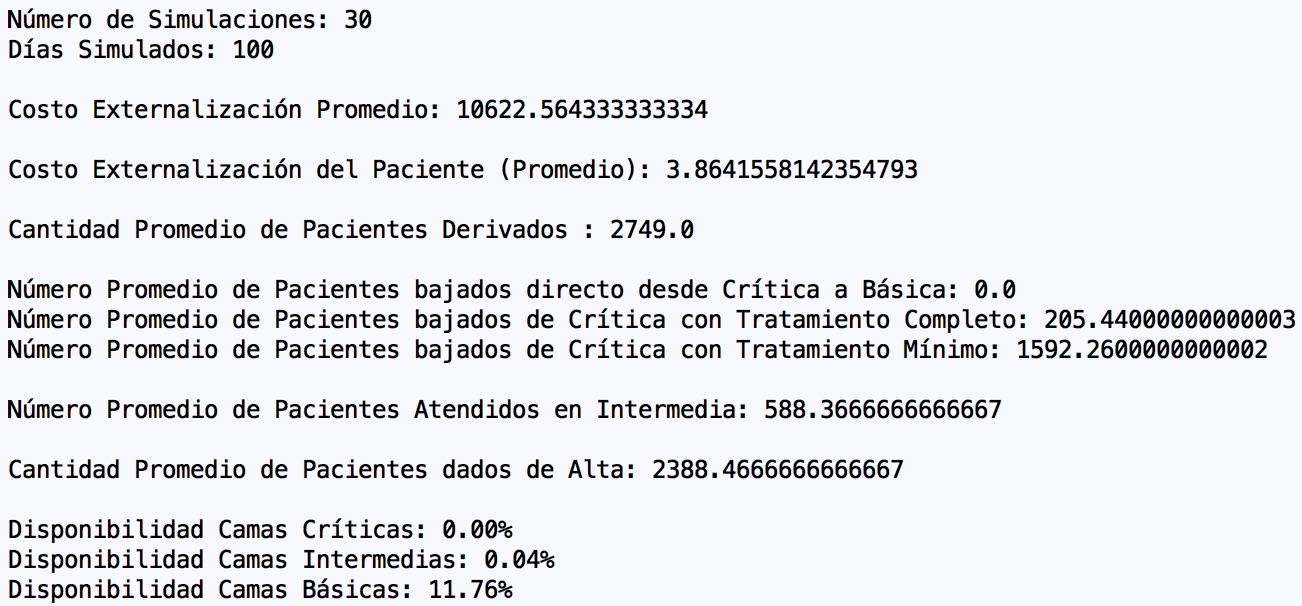 Número de Simulaciones: 30
Días Simulados: 100
Costo Externalización Promedio: 10622.564333333334
Costo Externalización del Paciente (Promedio): 3.8641558142354793
Cantidad Promedio de Pacientes Derivados : 2749.0
Número Promedio de Pacientes bajados directo desde Crítica a Básica: 0.0
Número Promedio de Pacientes bajados de Crítica con Tratamiento Completo: 205.44000000000003
Número Promedio de Pacientes bajados de Crítica con Tratamiento Mínimo: 1592.2600000000002
Número Promedio de Pacientes Atendidos en Intermedia: 588.3666666666667
Cantidad Promedio de Pacientes dados de Alta: 2388.4666666666667
Disponibilidad Camas Críticas: 0.00%
Disponibilidad Camas Intermedias: 0.04%
Disponibilidad Camas Básicas: 11.76%